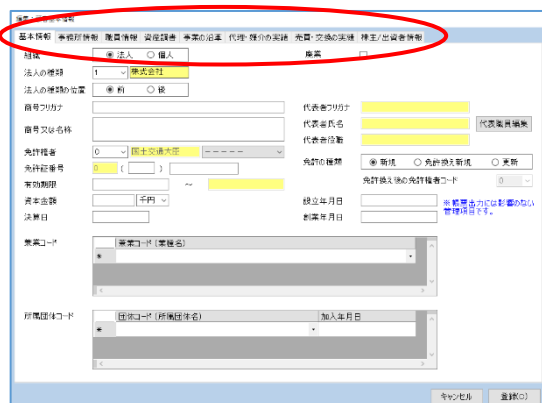 編集：業者基本情報
基本情報 事務所情報 職員情報 資産調書 事業の沿革 代理・媒介の実績 売買・交換の実績 株主/出資者情報
組織 法人 個人 廃業
法人の種類 1 株式会社
法人の種類の位置 前 後
商号フリガナ 代表者フリガナ
商号又は名称 代表者氏名 代表職員編集
代表者役職
免許権者 0 国土交通大臣 -----
免許の種類 新規 免許換え新規 更新
免許証番号 0 ( )
免許換え後の免許権者コード 0
有効期限 ～
資本金額 千円 設立年月日 ※帳票出力には影響のない
管理項目です。
決算日 創業年月日
兼業コード 兼業コード（業種名）
*
所属団体コード 団体コード（所属団体名） 加入年月日
*
キャンセル 登録(O)